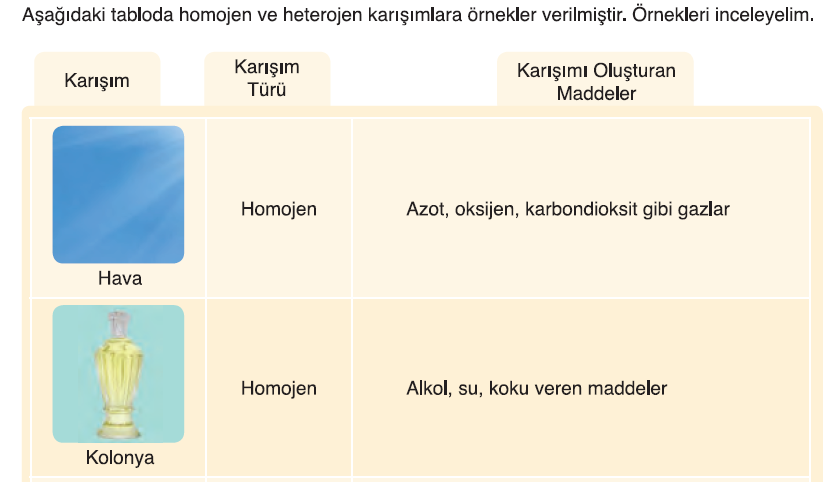 Aşağıdaki tabloda homojen ve heterojen karışımlara örnekler verilmiştir. Örnekleri inceleyelim.
Karışım
Karışım
Türü
Karışımı Oluşturan
Maddeler
Hava
Homojen
Azot, oksijen, karbondioksit gibi gazlar
Kolonya
Homojen
Alkol, su, koku veren maddeler